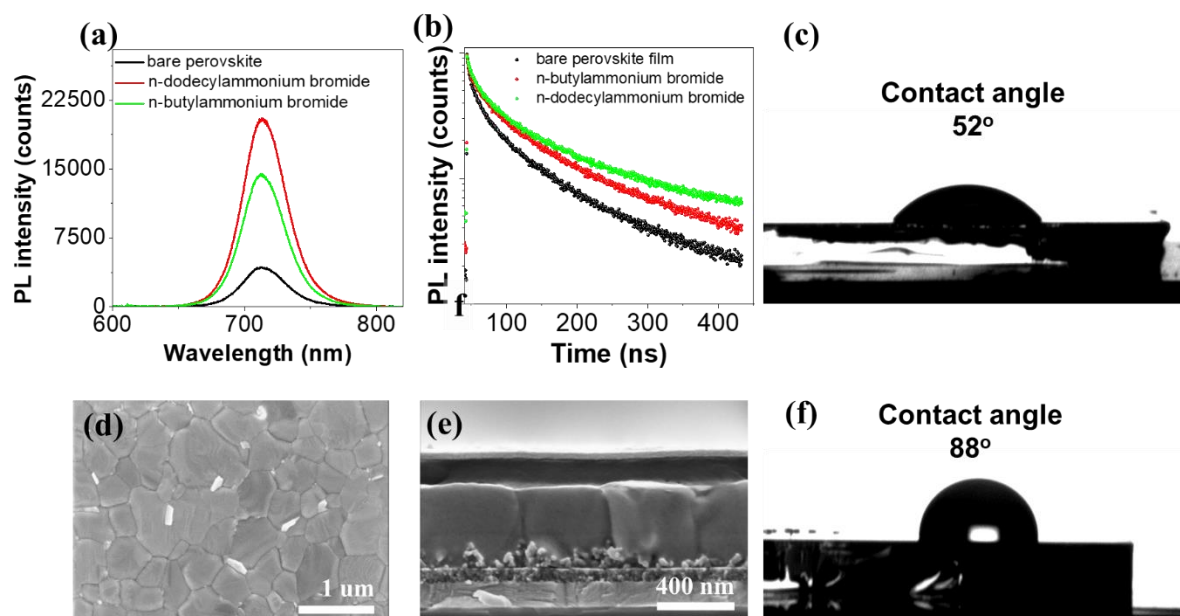 (a)
bare perovskite
n-dodecylammonium bromide
n-butylammonium bromide
22500
15000
7500
0
PL intensity (counts)
600
700
800
Wavelength (nm)
(b)
bare perovskite film
n-butylammonium bromide
n-dodecylammonium bromide
PL intensity (counts)
f
100
200
300
400
Time (ns)
(c)
Contact angle
52°
(d)
1 um
(e)
400 nm
(f)
Contact angle
88°